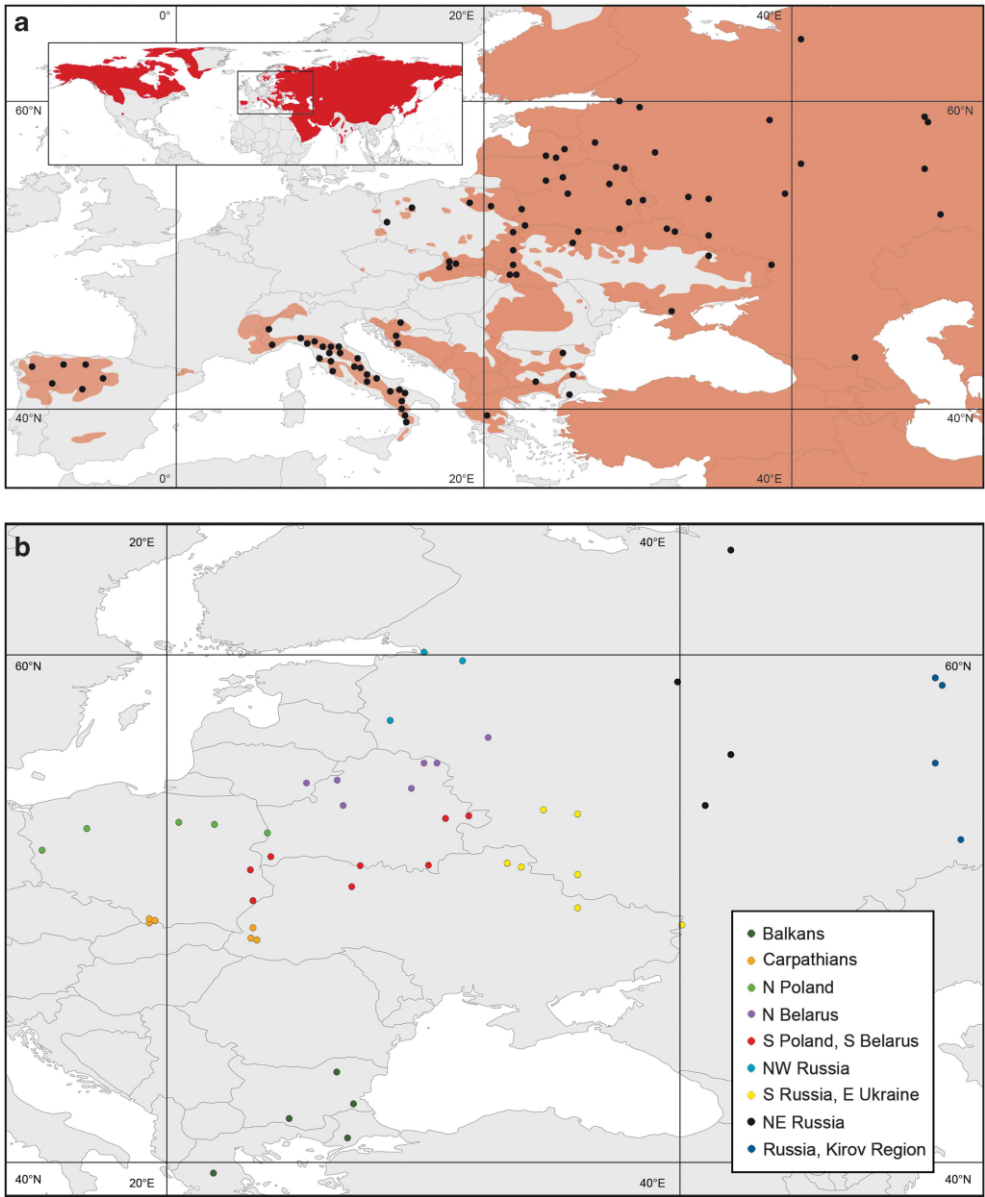 a
0°
20°E
40°E
60°N
60°N
40°N
40°N
0°
20°E
40°E
b
20°E
40°E
60°N
60°N
Balkans
Carpathians
N Poland
N Belarus
S Poland, S Belarus
NW Russia
S Russia, E Ukraine
NE Russia
Russia, Kirov Region
40°N
20°E
40°E
40°N